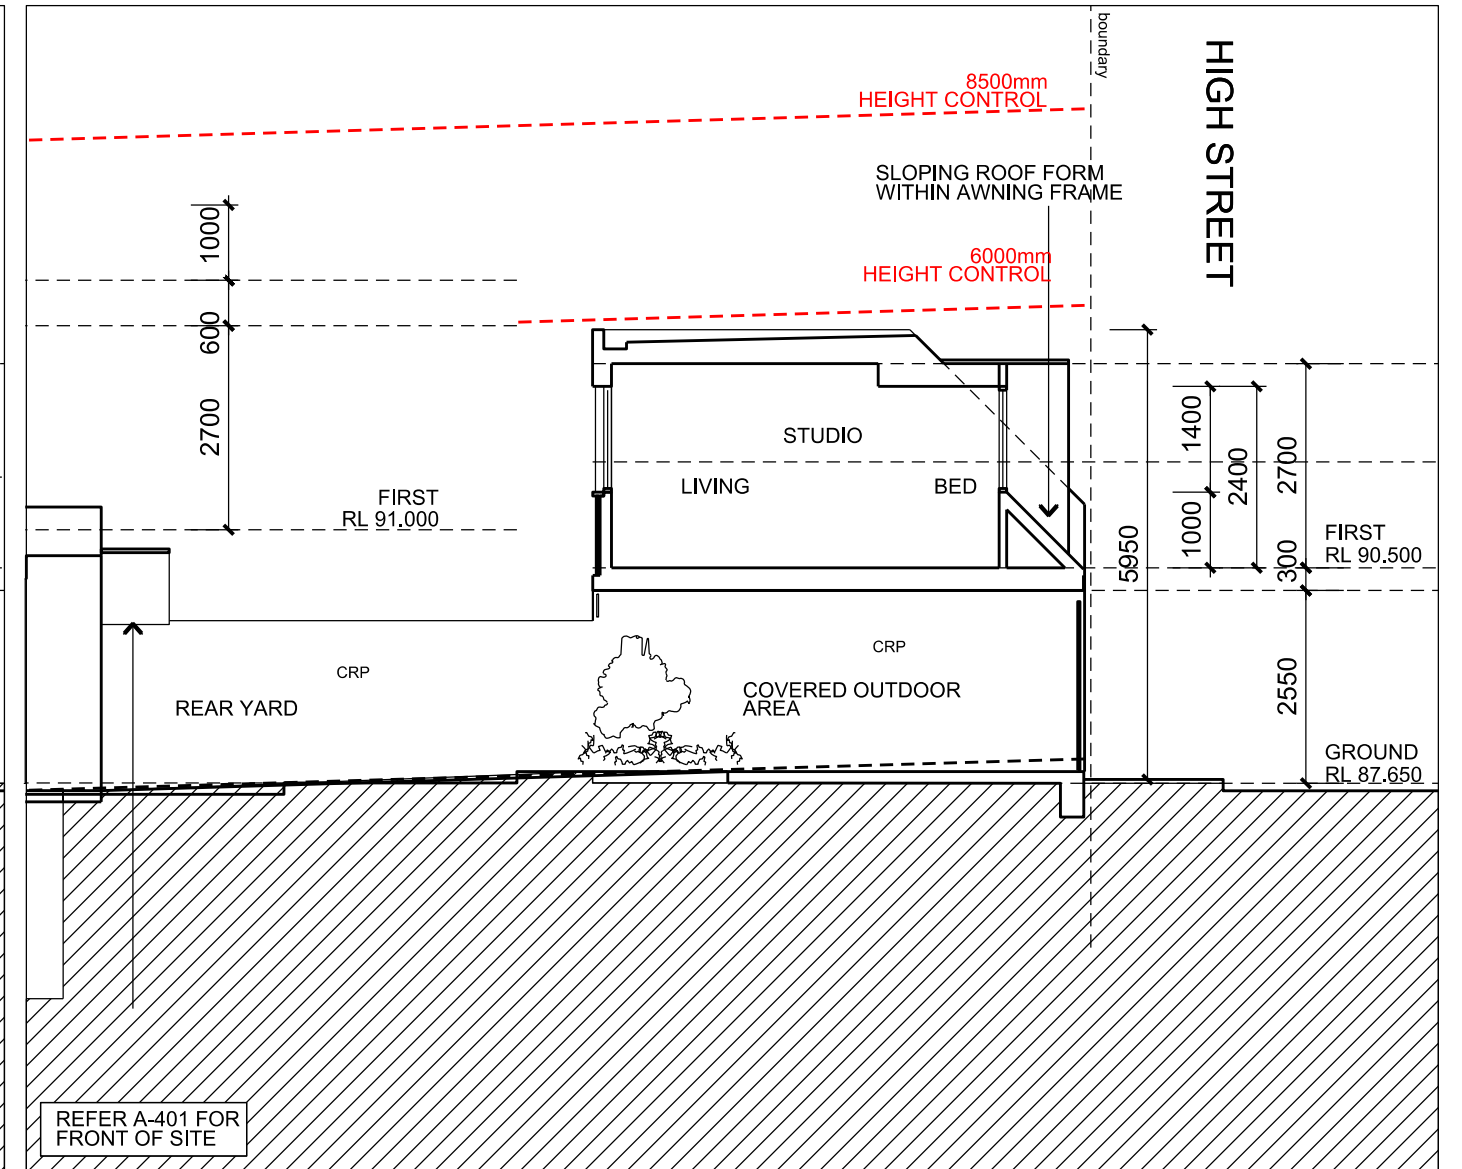 boundary
HIGH STREET
8500mm
HEIGHT CONTROL
SLOPING ROOF FORM
WITHIN AWNING FRAME
6000mm
HEIGHT CONTROL
1000
600
2700
STUDIO
LIVING
BED
FIRST
RL 91.000
5950
1400
1000
2400
2700
300
2550
FIRST
RL 90.500
CRP
CRP
REAR YARD
COVERED OUTDOOR
AREA
GROUND
RL 87.650
REFER A-401 FOR
FRONT OF SITE